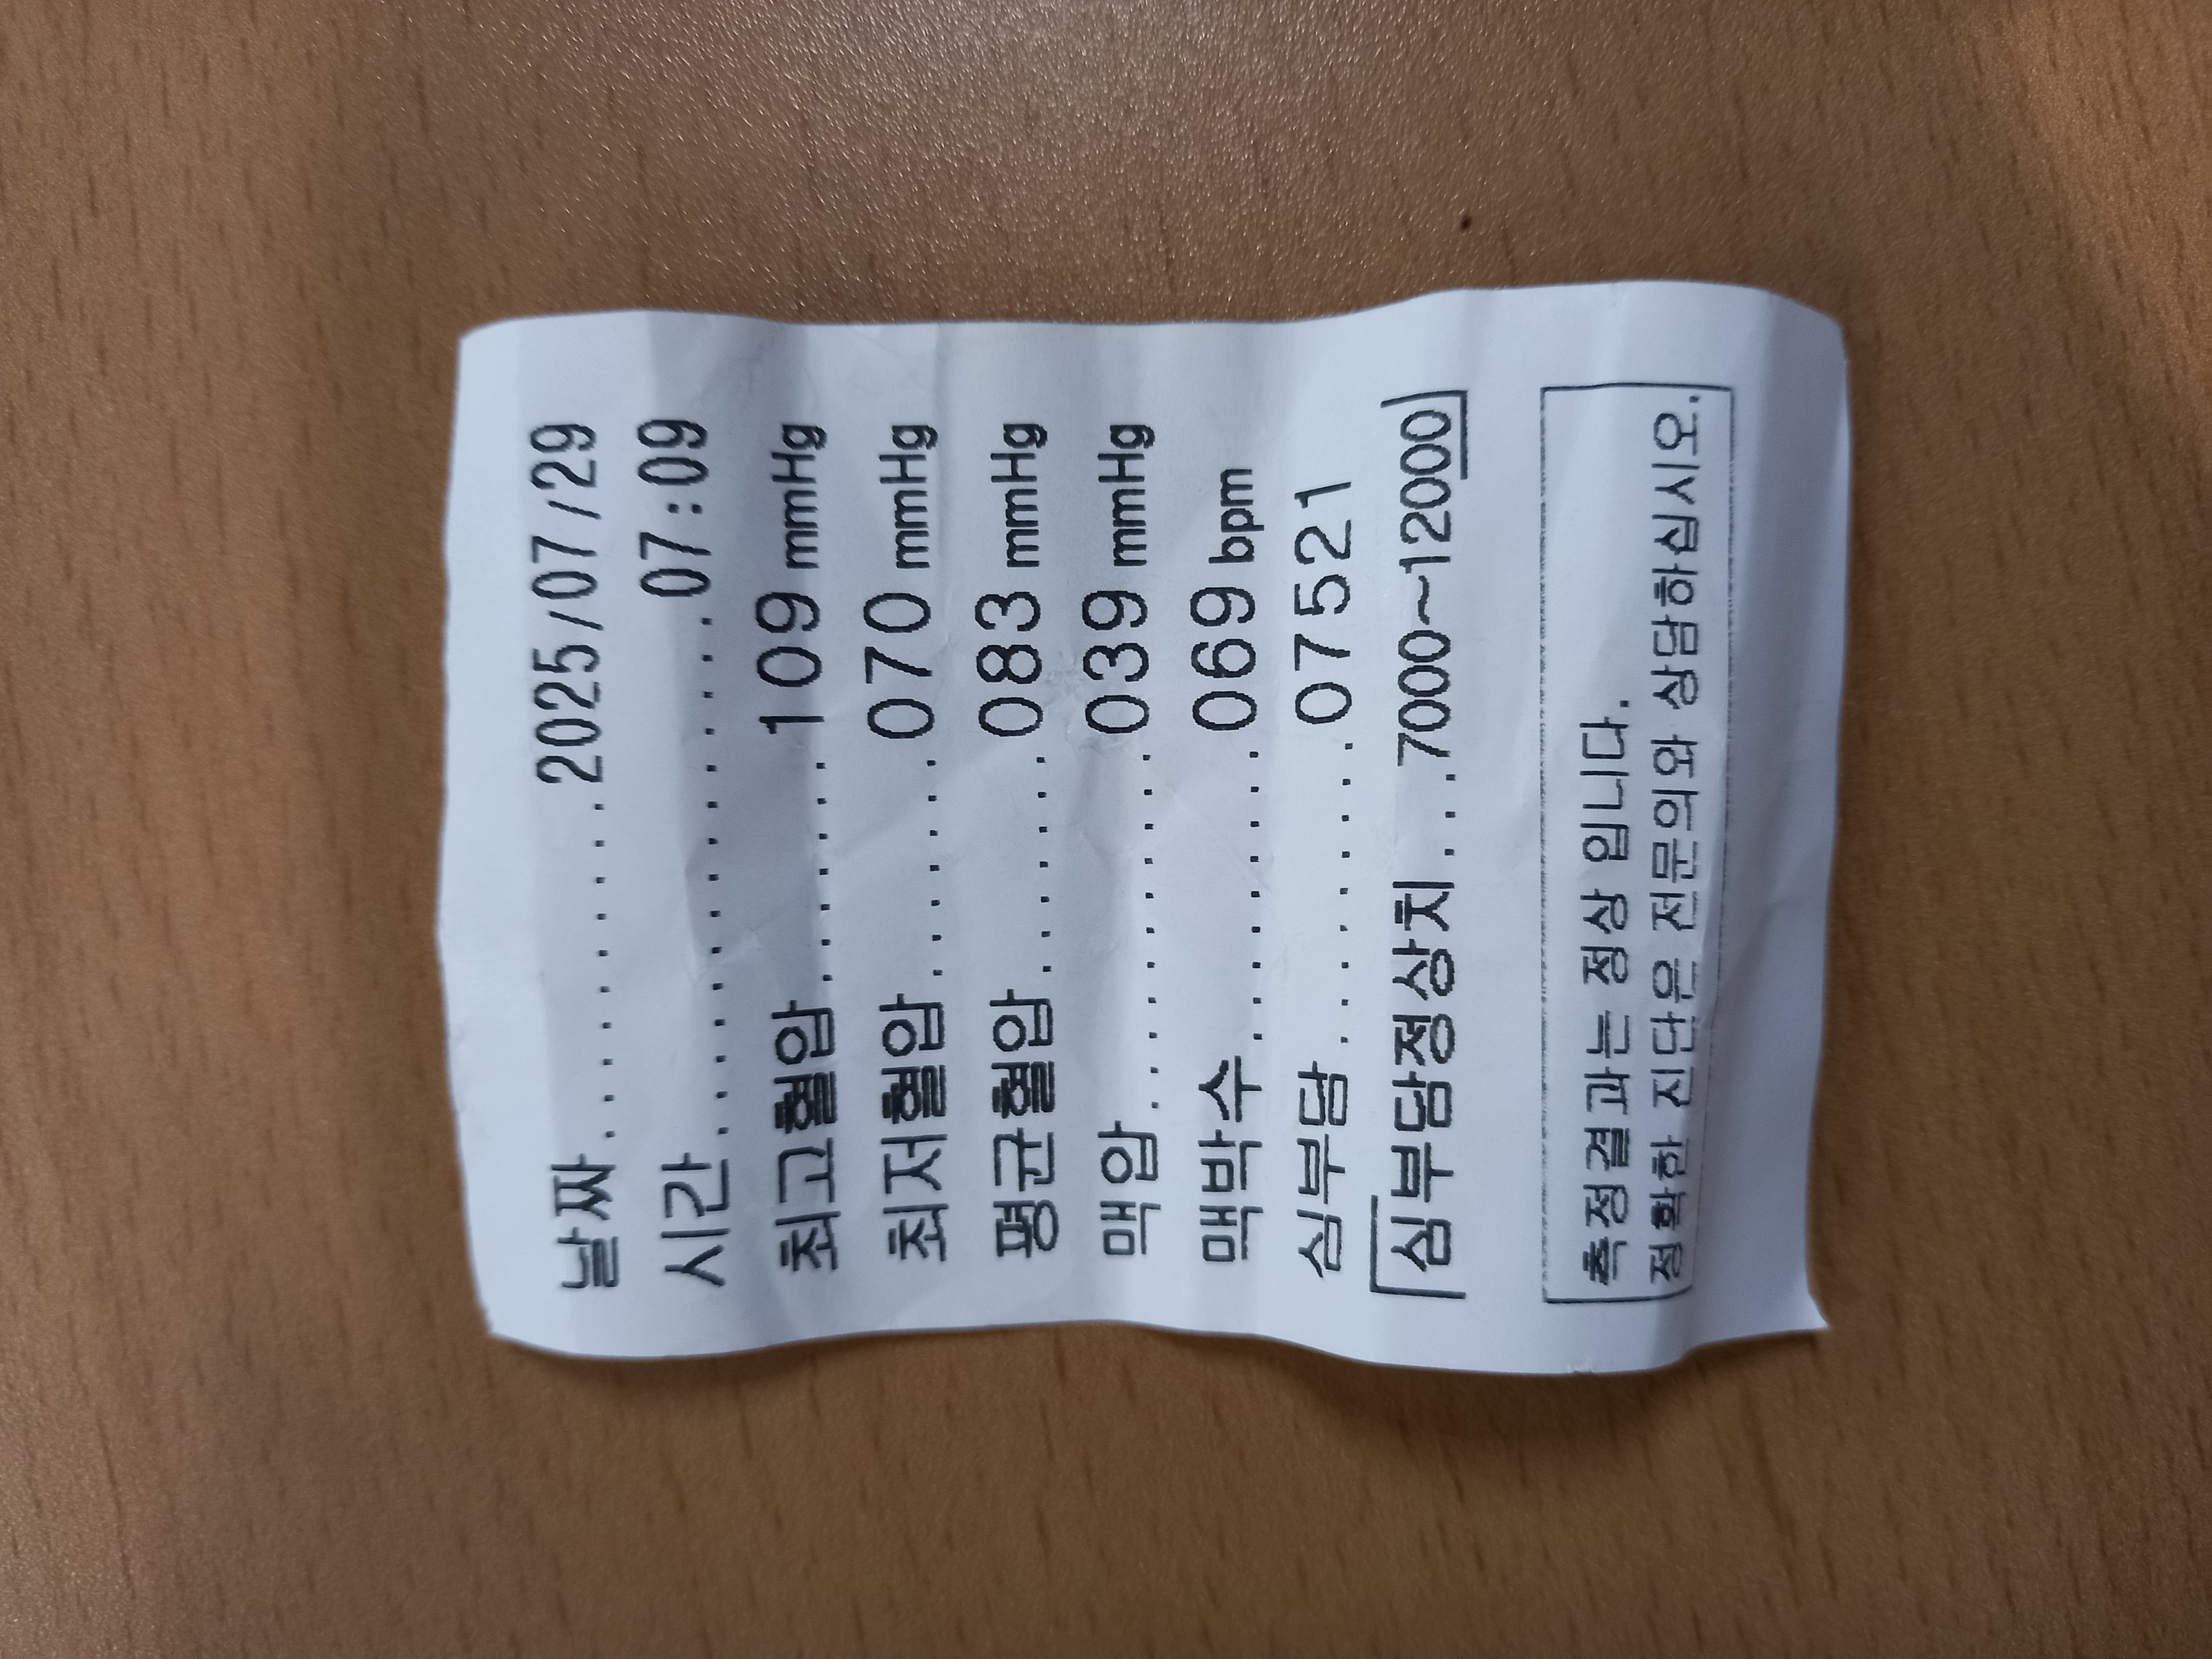 날짜...........2025/07/29
시간...............07:09
최고혈압.......109 mmHg
최저혈압.......070 mmHg
평균혈압.......083 mmHg
맥압...........039 mmHg
맥박수.........069 bpm
심부담.........07521
[심부담정상치...7000~12000]
측정결과는 정상 입니다.
정확한 진단은 전문의와 상담하십시오.